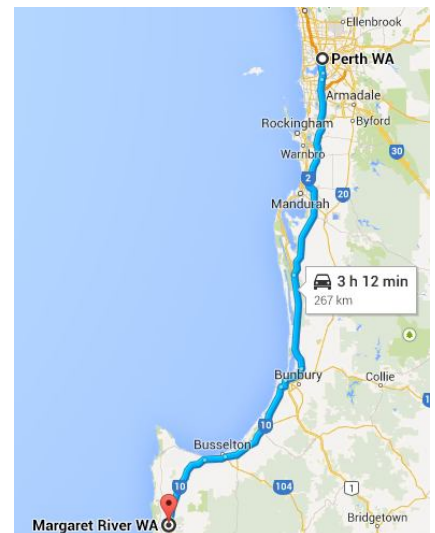 Ellenbrook
Perth WA
Armadale
Rockingham
Byford
Warnbro
30
2
Mandurah
20
3 h 12 min
267 km
Bunbury
Collie
10
Busselton
10
104
1
Margaret River WA
Bridgetown